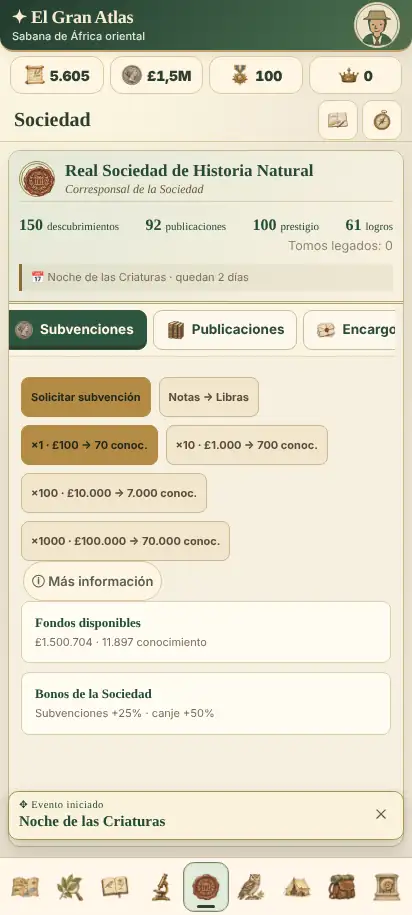 ✦ El Gran Atlas
Sabana de África oriental
5.605
£1,5M
100
0
Sociedad
Real Sociedad de Historia Natural
Corresponsal de la Sociedad
150 descubrimientos 92 publicaciones 100 prestigio 61 logros
Tomos legados: 0
📅 Noche de las Criaturas · quedan 2 días
Subvenciones Publicaciones Encargo
Solicitar subvención Notas → Libras
×1 · £100 → 70 conoc. ×10 · £1.000 → 700 conoc.
×100 · £10.000 → 7.000 conoc.
×1000 · £100.000 → 70.000 conoc.
ⓘ Más información
Fondos disponibles
£1.500.704 · 11.897 conocimiento
Bonos de la Sociedad
Subvenciones +25% · canje +50%
✥ Evento iniciado
Noche de las Criaturas
×